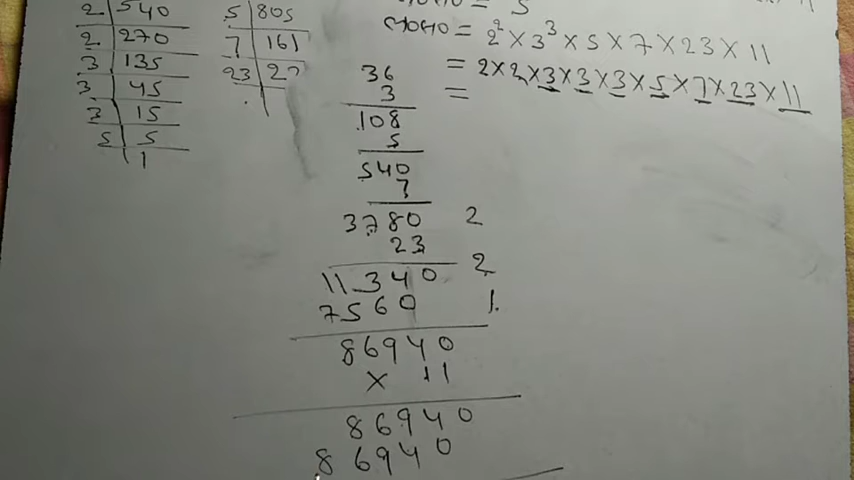 2 | 540
2 | 270
3 | 135
3 | 45
3 | 15
5 | 5
1
5 | 805
7 | 161
23 | 23
1
= 5
= 2² × 3³ × 5 × 7 × 23 × 11
= 2 × 2 × 3 × 3 × 3 × 5 × 7 × 23 × 11
=
36
3
108
5
540
7
3780 2
23
11340 2
7560 1
86940
× 11
86940
86940